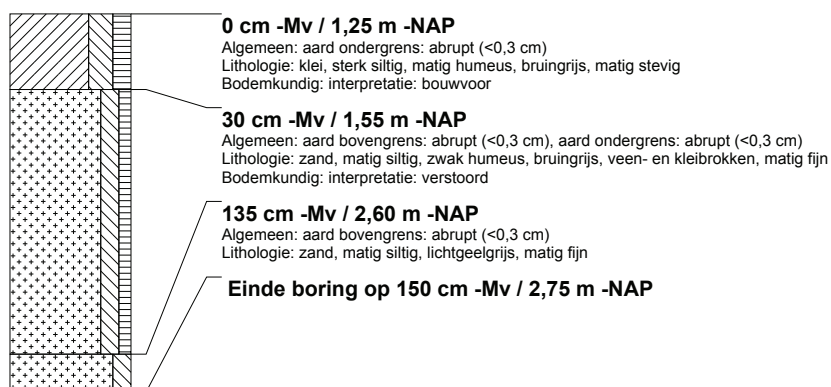 0 cm -Mv / 1,25 m -NAP
Algemeen: aard ondergrens: abrupt (<0,3 cm)
Lithologie: klei, sterk siltig, matig humeus, bruingrijs, matig stevig
Bodemkundig: interpretatie: bouwvoor
30 cm -Mv / 1,55 m -NAP
Algemeen: aard bovengrens: abrupt (<0,3 cm), aard ondergrens: abrupt (<0,3 cm)
Lithologie: zand, matig siltig, zwak humeus, bruingrijs, veen- en kleibrokken, matig fijn
Bodemkundig: interpretatie: verstoord
135 cm -Mv / 2,60 m -NAP
Algemeen: aard bovengrens: abrupt (<0,3 cm)
Lithologie: zand, matig siltig, lichtgeelgrijs, matig fijn
Einde boring op 150 cm -Mv / 2,75 m -NAP